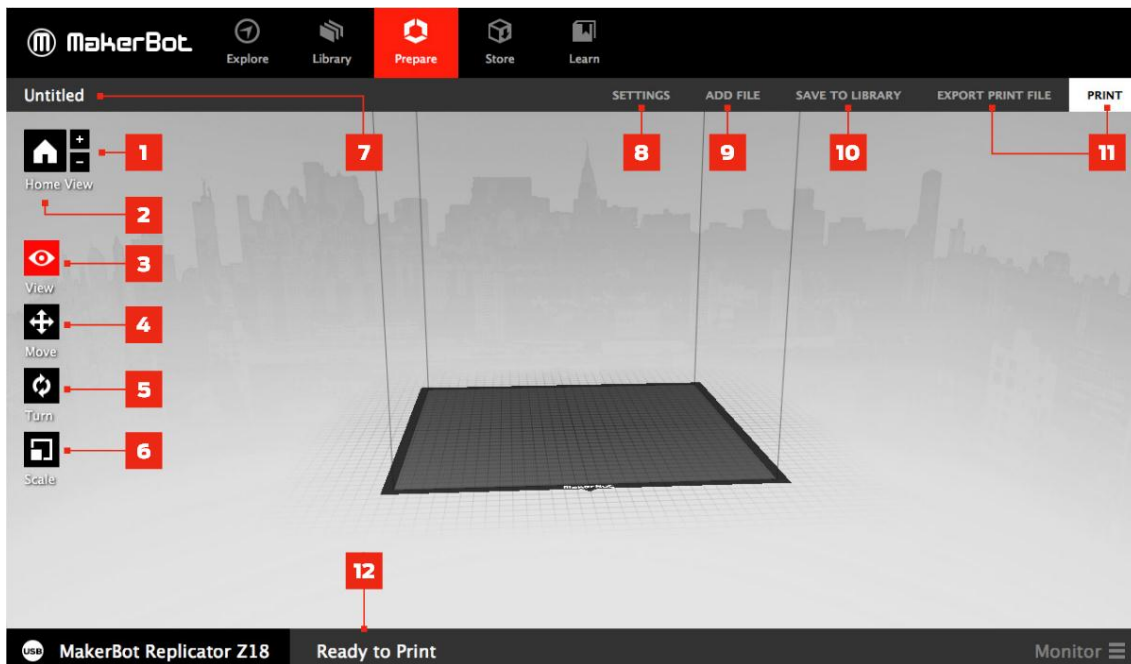 MakerBot
Explore
Library
Prepare
Store
Learn
Untitled
SETTINGS
ADD FILE
SAVE TO LIBRARY
EXPORT PRINT FILE
PRINT
7
8
9
10
11
+
-
1
Home View
2
3
View
4
Move
5
Turn
6
Scale
MakerBot
12
USB
MakerBot Replicator Z18
Ready to Print
Monitor